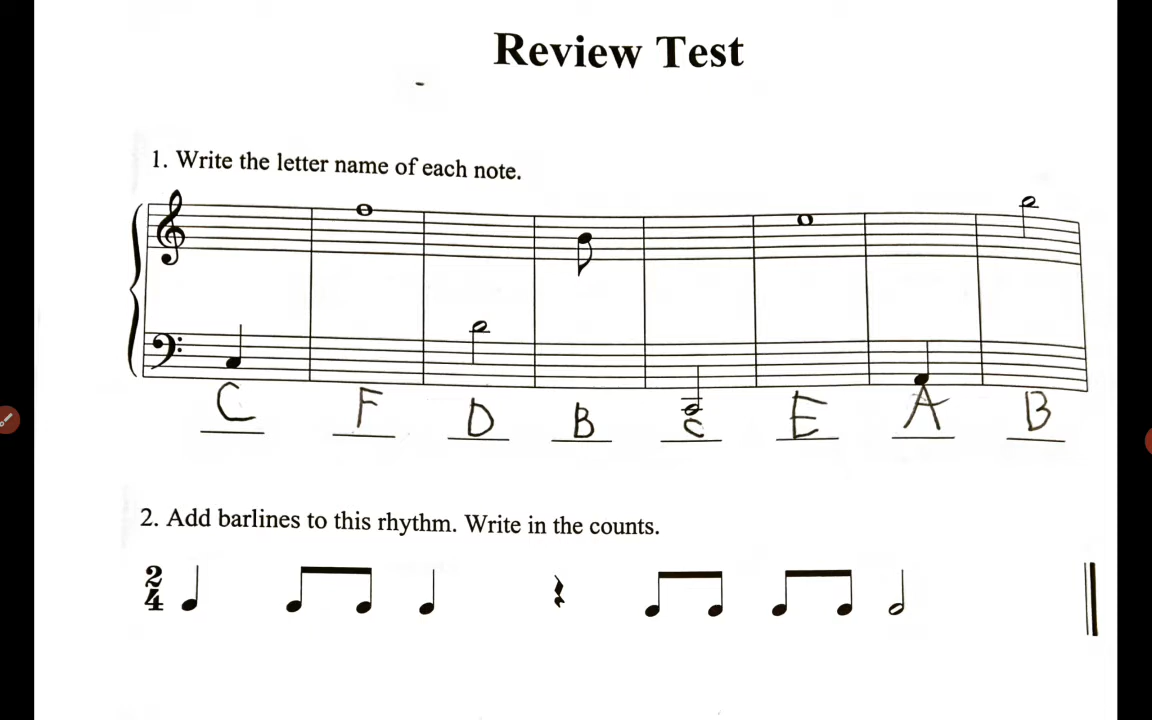 Review Test
1. Write the letter name of each note.
C F D B C E A B
2. Add barlines to this rhythm. Write in the counts.
2
4